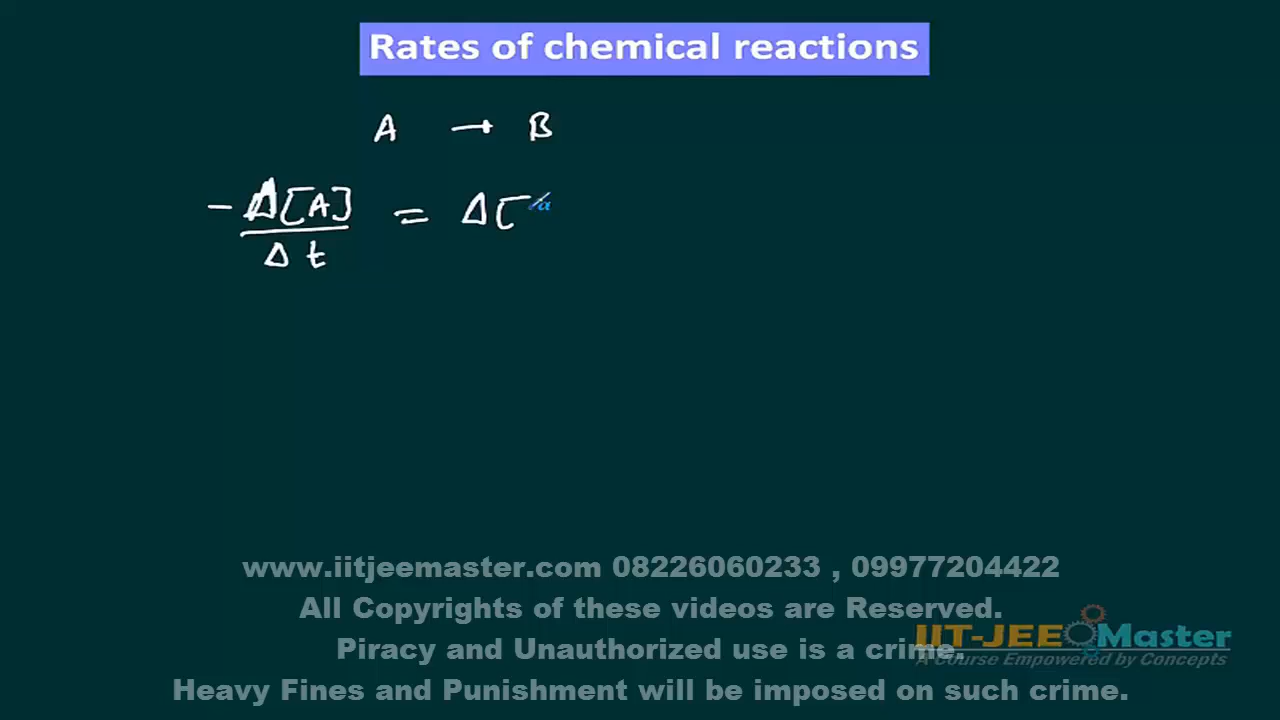 Rates of chemical reactions
A → B
- Δ[A] = Δ[
Δ t
www.iitjeemaster.com 08226060233 , 09977204422
All Copyrights of these videos are Reserved.
IIT-JEE Master
Piracy and Unauthorized use is a crime.
A Course Empowered by Concepts
Heavy Fines and Punishment will be imposed on such crime.